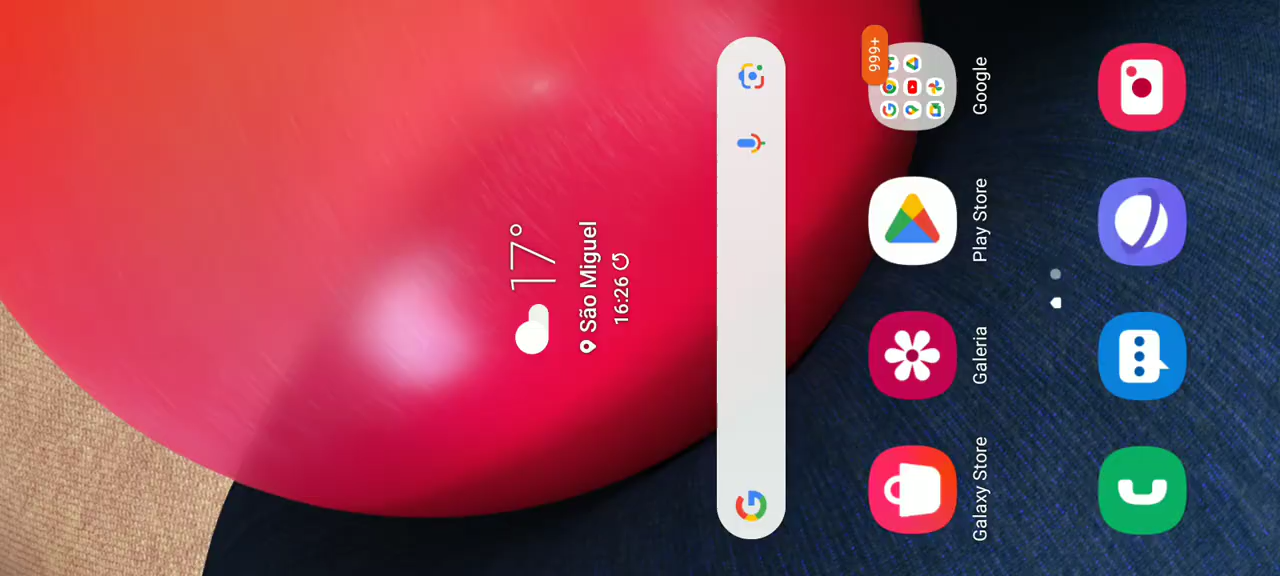 17°
São Miguel
16:26
999+
Galaxy Store
Galeria
Play Store
Google